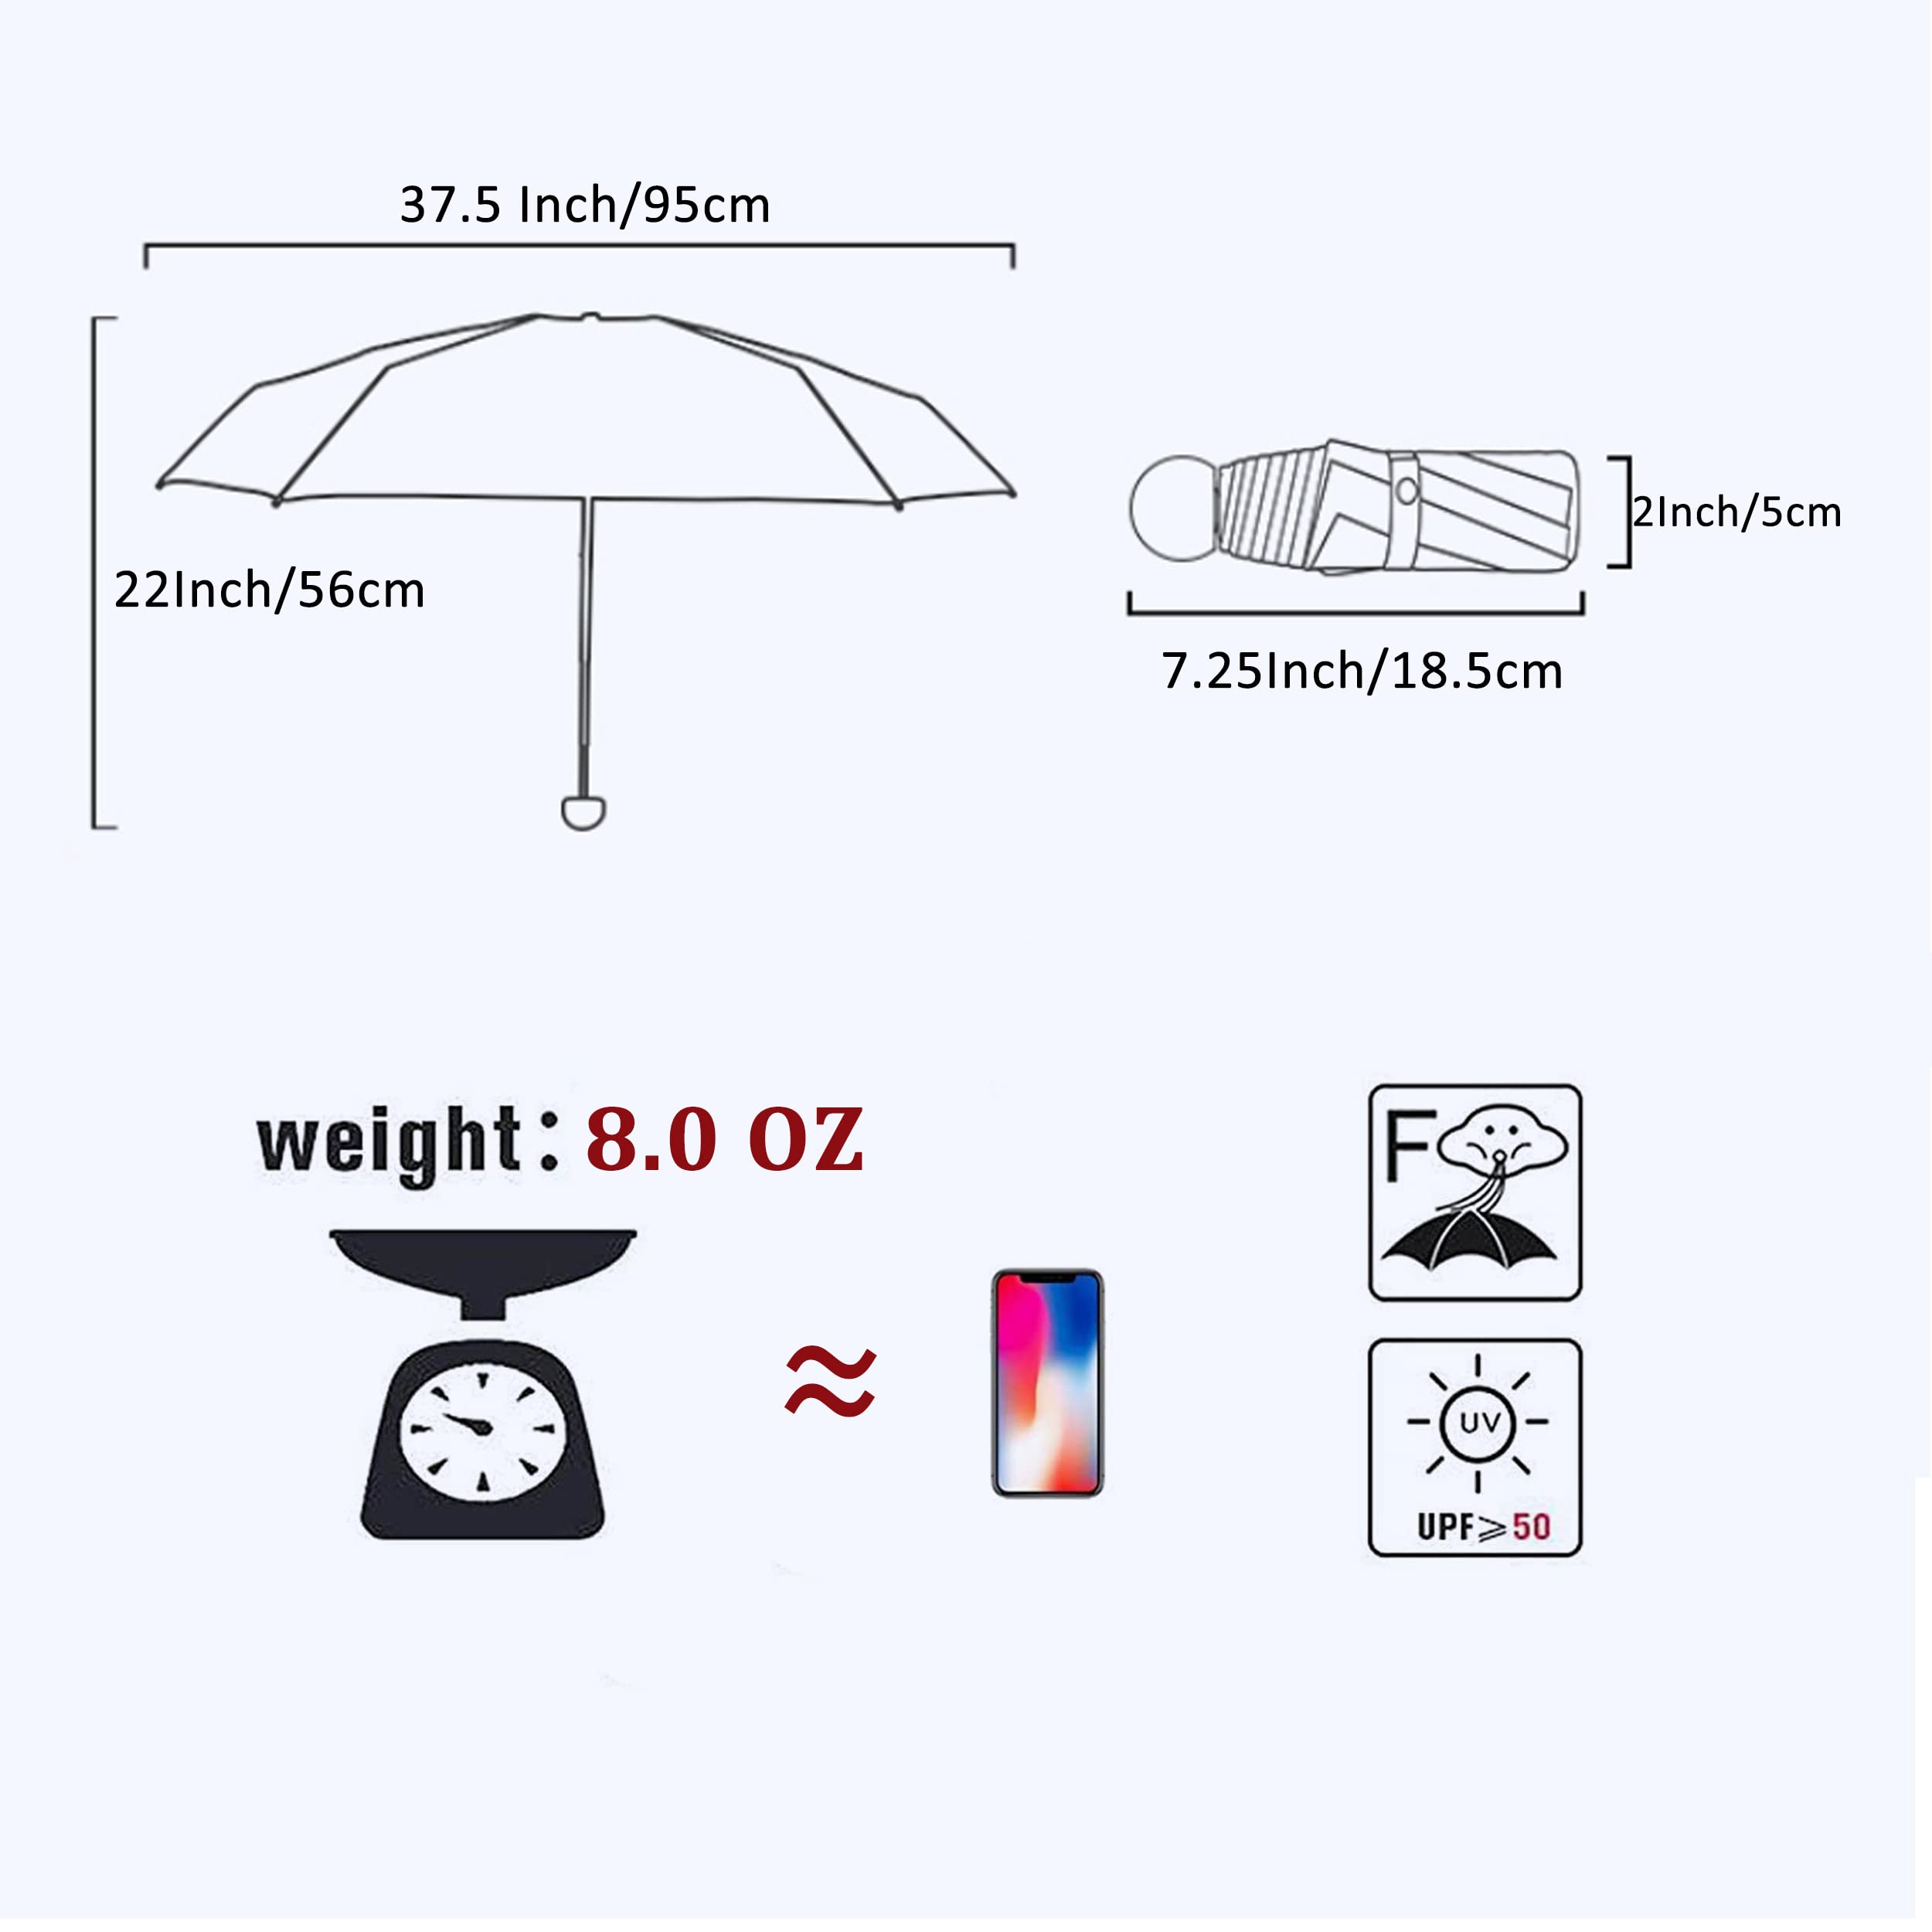 37.5 Inch/95cm
22Inch/56cm
2Inch/5cm
7.25Inch/18.5cm
weight: 8.0 OZ
F
UV
UPF⩾50